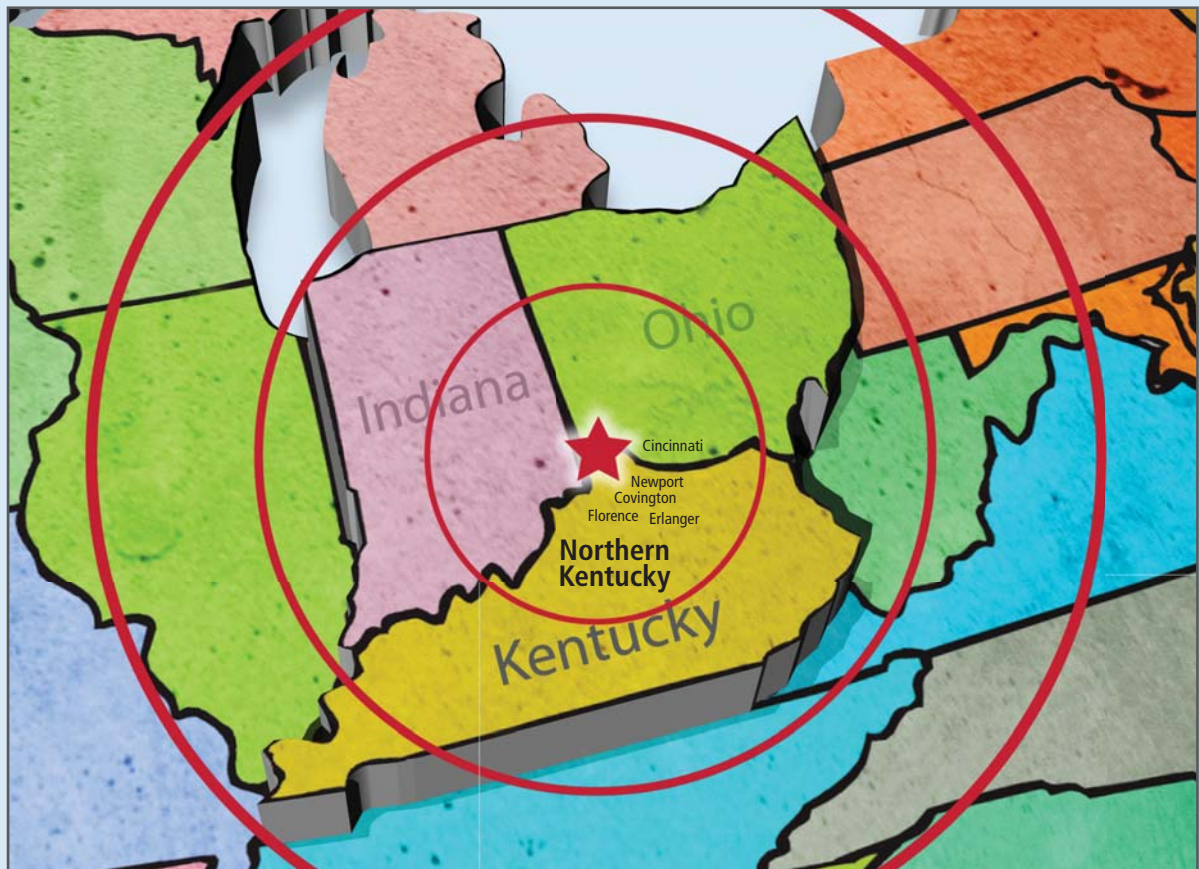 Ohio
Indiana
Cincinnati
Newport
Covington
Florence Erlanger
Northern
Kentucky
Kentucky